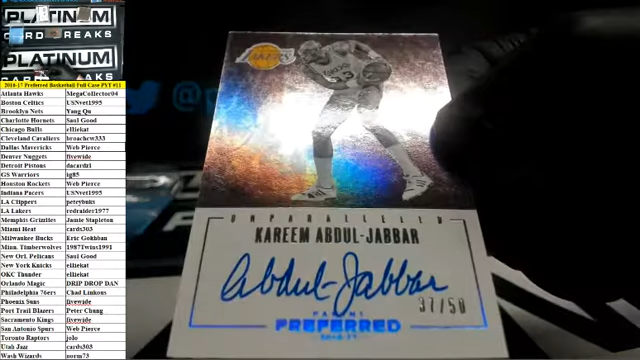 PLATINUM
CARD BREAKS
PLATINUM
CARD BREAKS
2016-17 Preferred Basketball Full Case PYT #11
Atlanta Hawks MegaCollector04
Boston Celtics USNvet1995
Brooklyn Nets Yang Qu
Charlotte Hornets Saul Good
Chicago Bulls elliekat
Cleveland Cavaliers broachcw333
Dallas Mavericks Web Pierce
Denver Nuggets fivewide
Detroit Pistons dacardzl
GS Warriors ig85
Houston Rockets Web Pierce
Indiana Pacers USNvet1995
LA Clippers peteybuks
LA Lakers redraider1977
Memphis Grizzlies Jamie Stapleton
Miami Heat cards303
Milwaukee Bucks Eric Gokhban
Minn. Timberwolves 1987Twins1991
New Orl. Pelicans Saul Good
New York Knicks elliekat
OKC Thunder elliekat
Orlando Magic DRIP DROP DAN
Philadelphia 76ers Chad Linkous
Phoenix Suns fivewide
Port Trail Blazers Peter Chung
Sacramento Kings fivewide
San Antonio Spurs Web Pierce
Toronto Raptors jolo
Utah Jazz cards303
Wash Wizards norm73
LAKERS
UNPARALLELED
KAREEM ABDUL-JABBAR
Abdul-Jabbar
37/50
PANINI
PREFERRED
2016-17